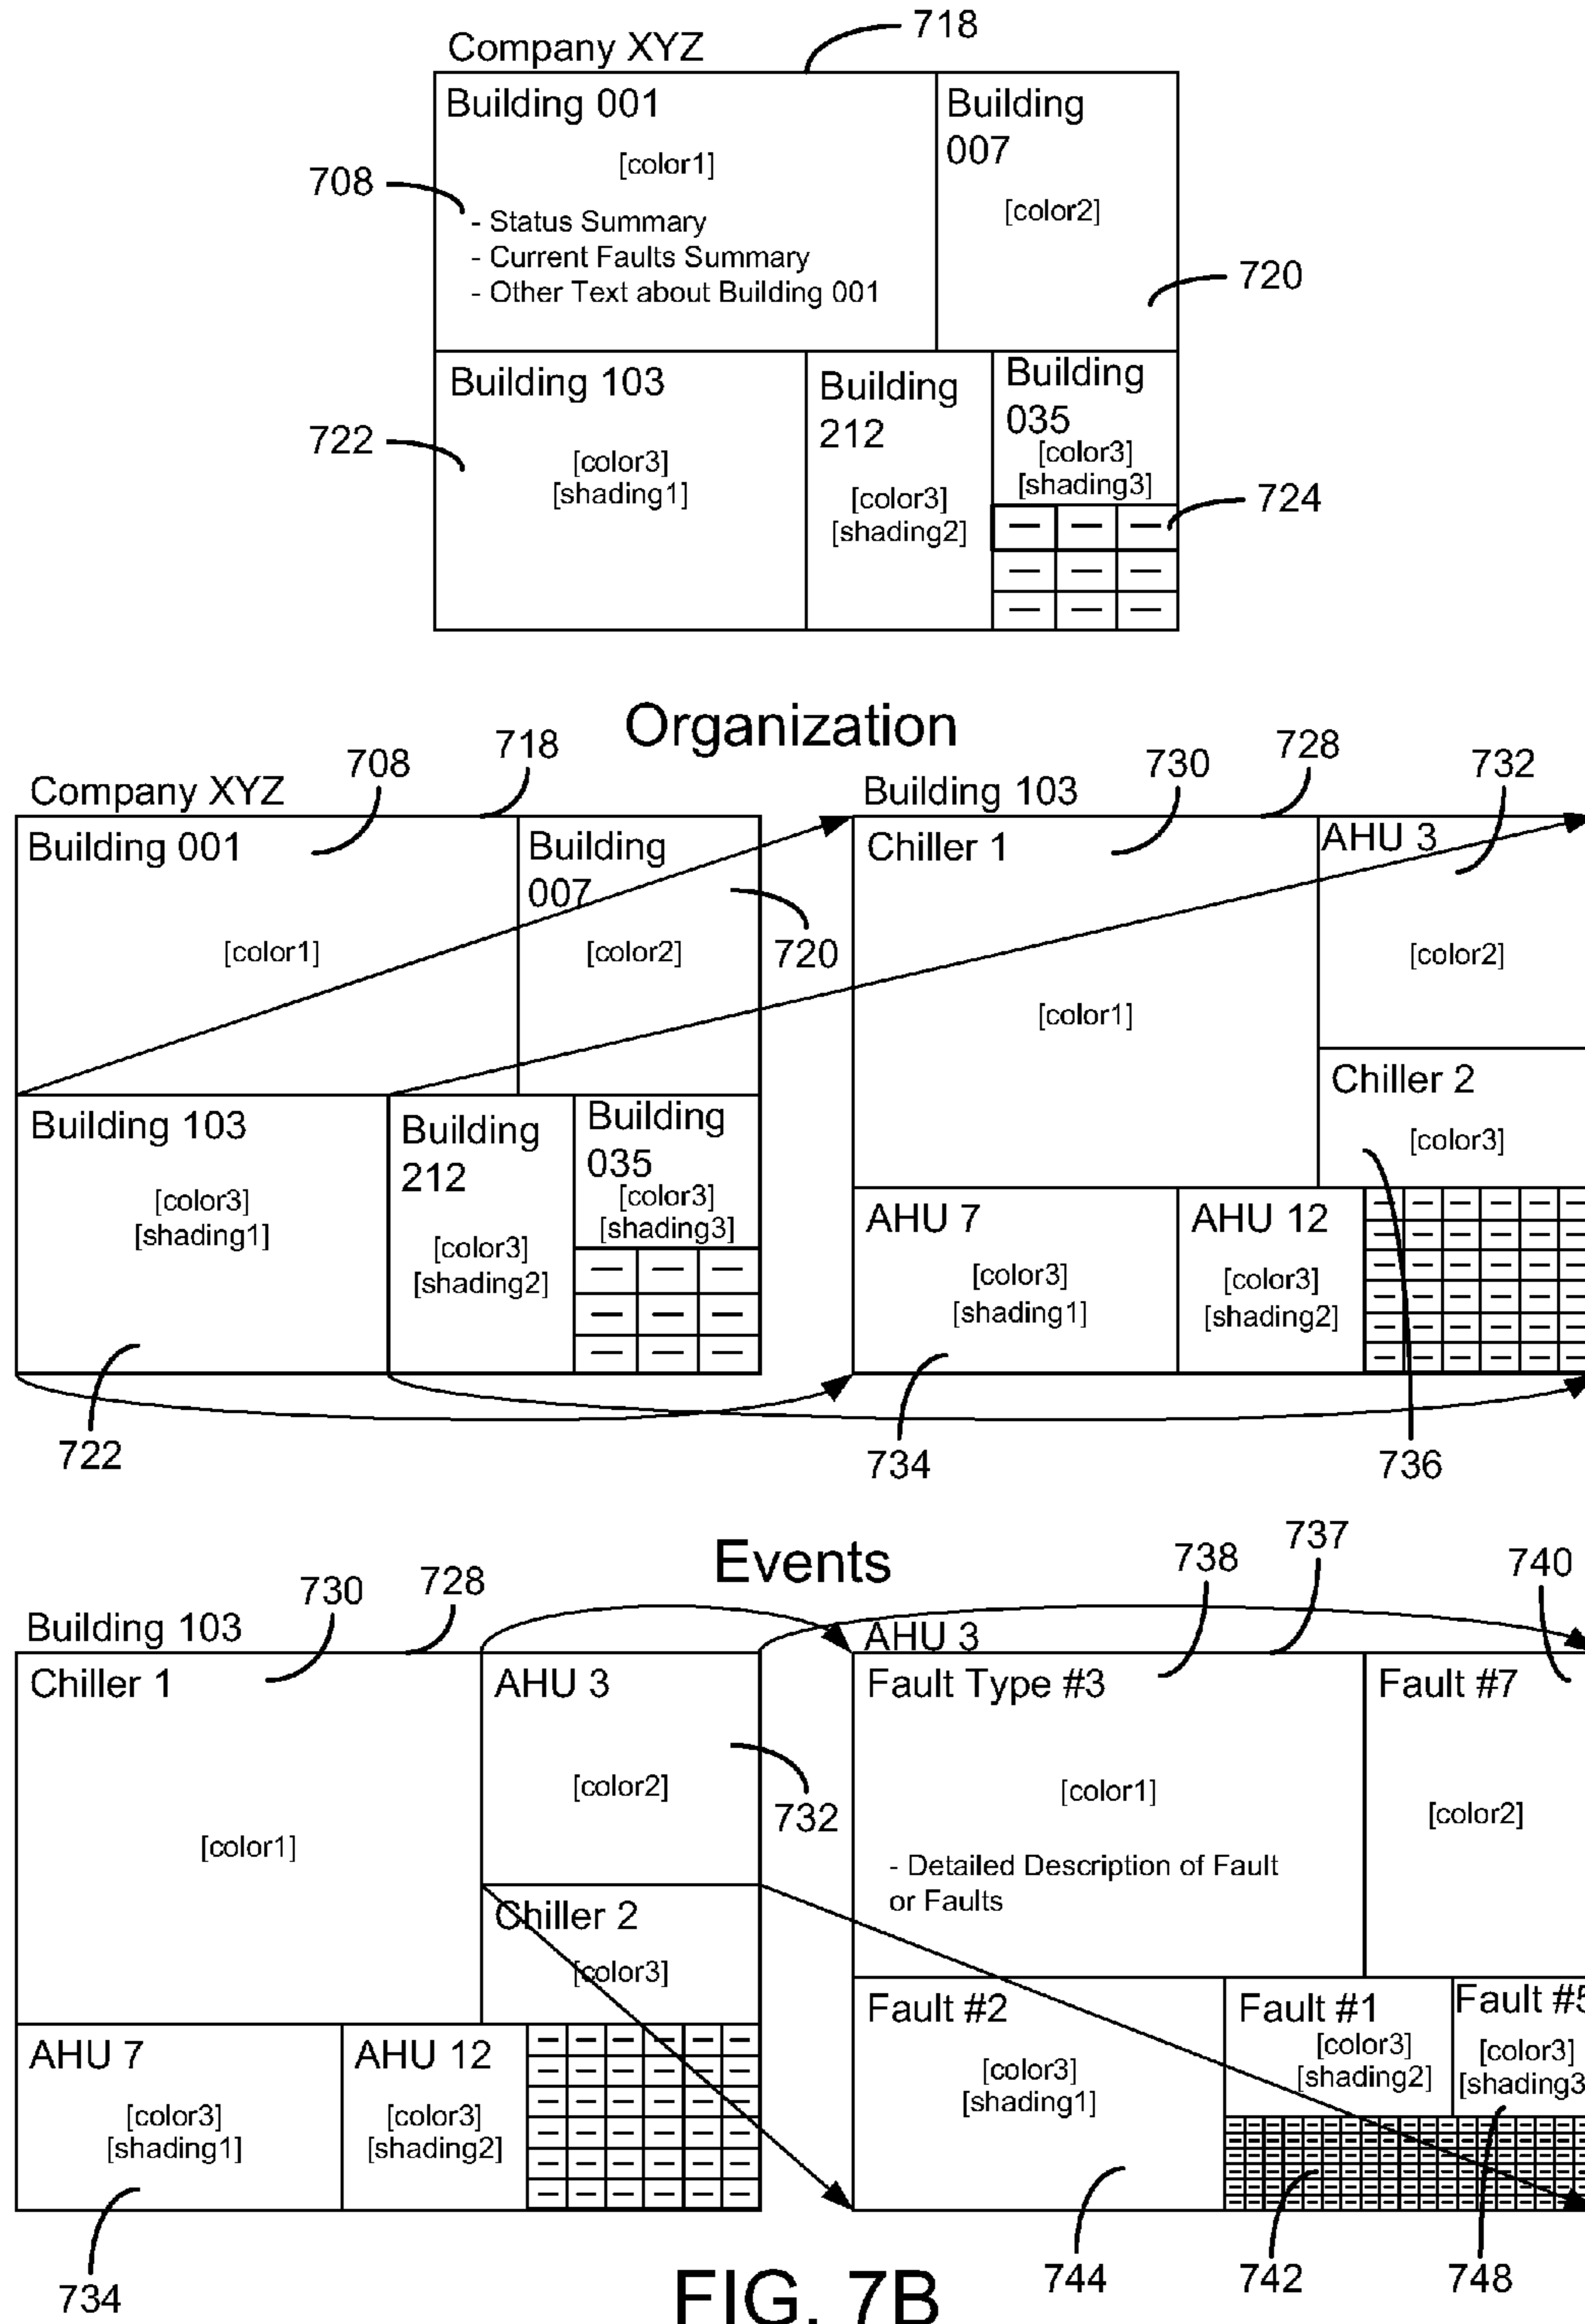 718
Company XYZ
Building 001
[color1]
708
- Status Summary
- Current Faults Summary
- Other Text about Building 001
Building
007
[color2]
720
Building 103
722
[color3]
[shading1]
Building
212
[color3]
[shading2]
Building
035
[color3]
[shading3]
724
Organization
708
718
Company XYZ
Building 001
[color1]
Building
007
[color2]
720
Building 103
[color3]
[shading1]
Building
212
[color3]
[shading2]
Building
035
[color3]
[shading3]
722
730
728
732
Building 103
Chiller 1
[color1]
AHU 3
[color2]
Chiller 2
[color3]
AHU 7
[color3]
[shading1]
AHU 12
[color3]
[shading2]
734
736
Events
730
728
Building 103
Chiller 1
[color1]
AHU 3
[color2]
732
Chiller 2
[color3]
AHU 7
[color3]
[shading1]
AHU 12
[color3]
[shading2]
734
738
737
740
AHU 3
Fault Type #3
[color1]
- Detailed Description of Fault
or Faults
Fault #7
[color2]
Fault #2
[color3]
[shading1]
Fault #1
[color3]
[shading2]
Fault #5
[color3]
[shading3
744
742
748
FIG. 7B